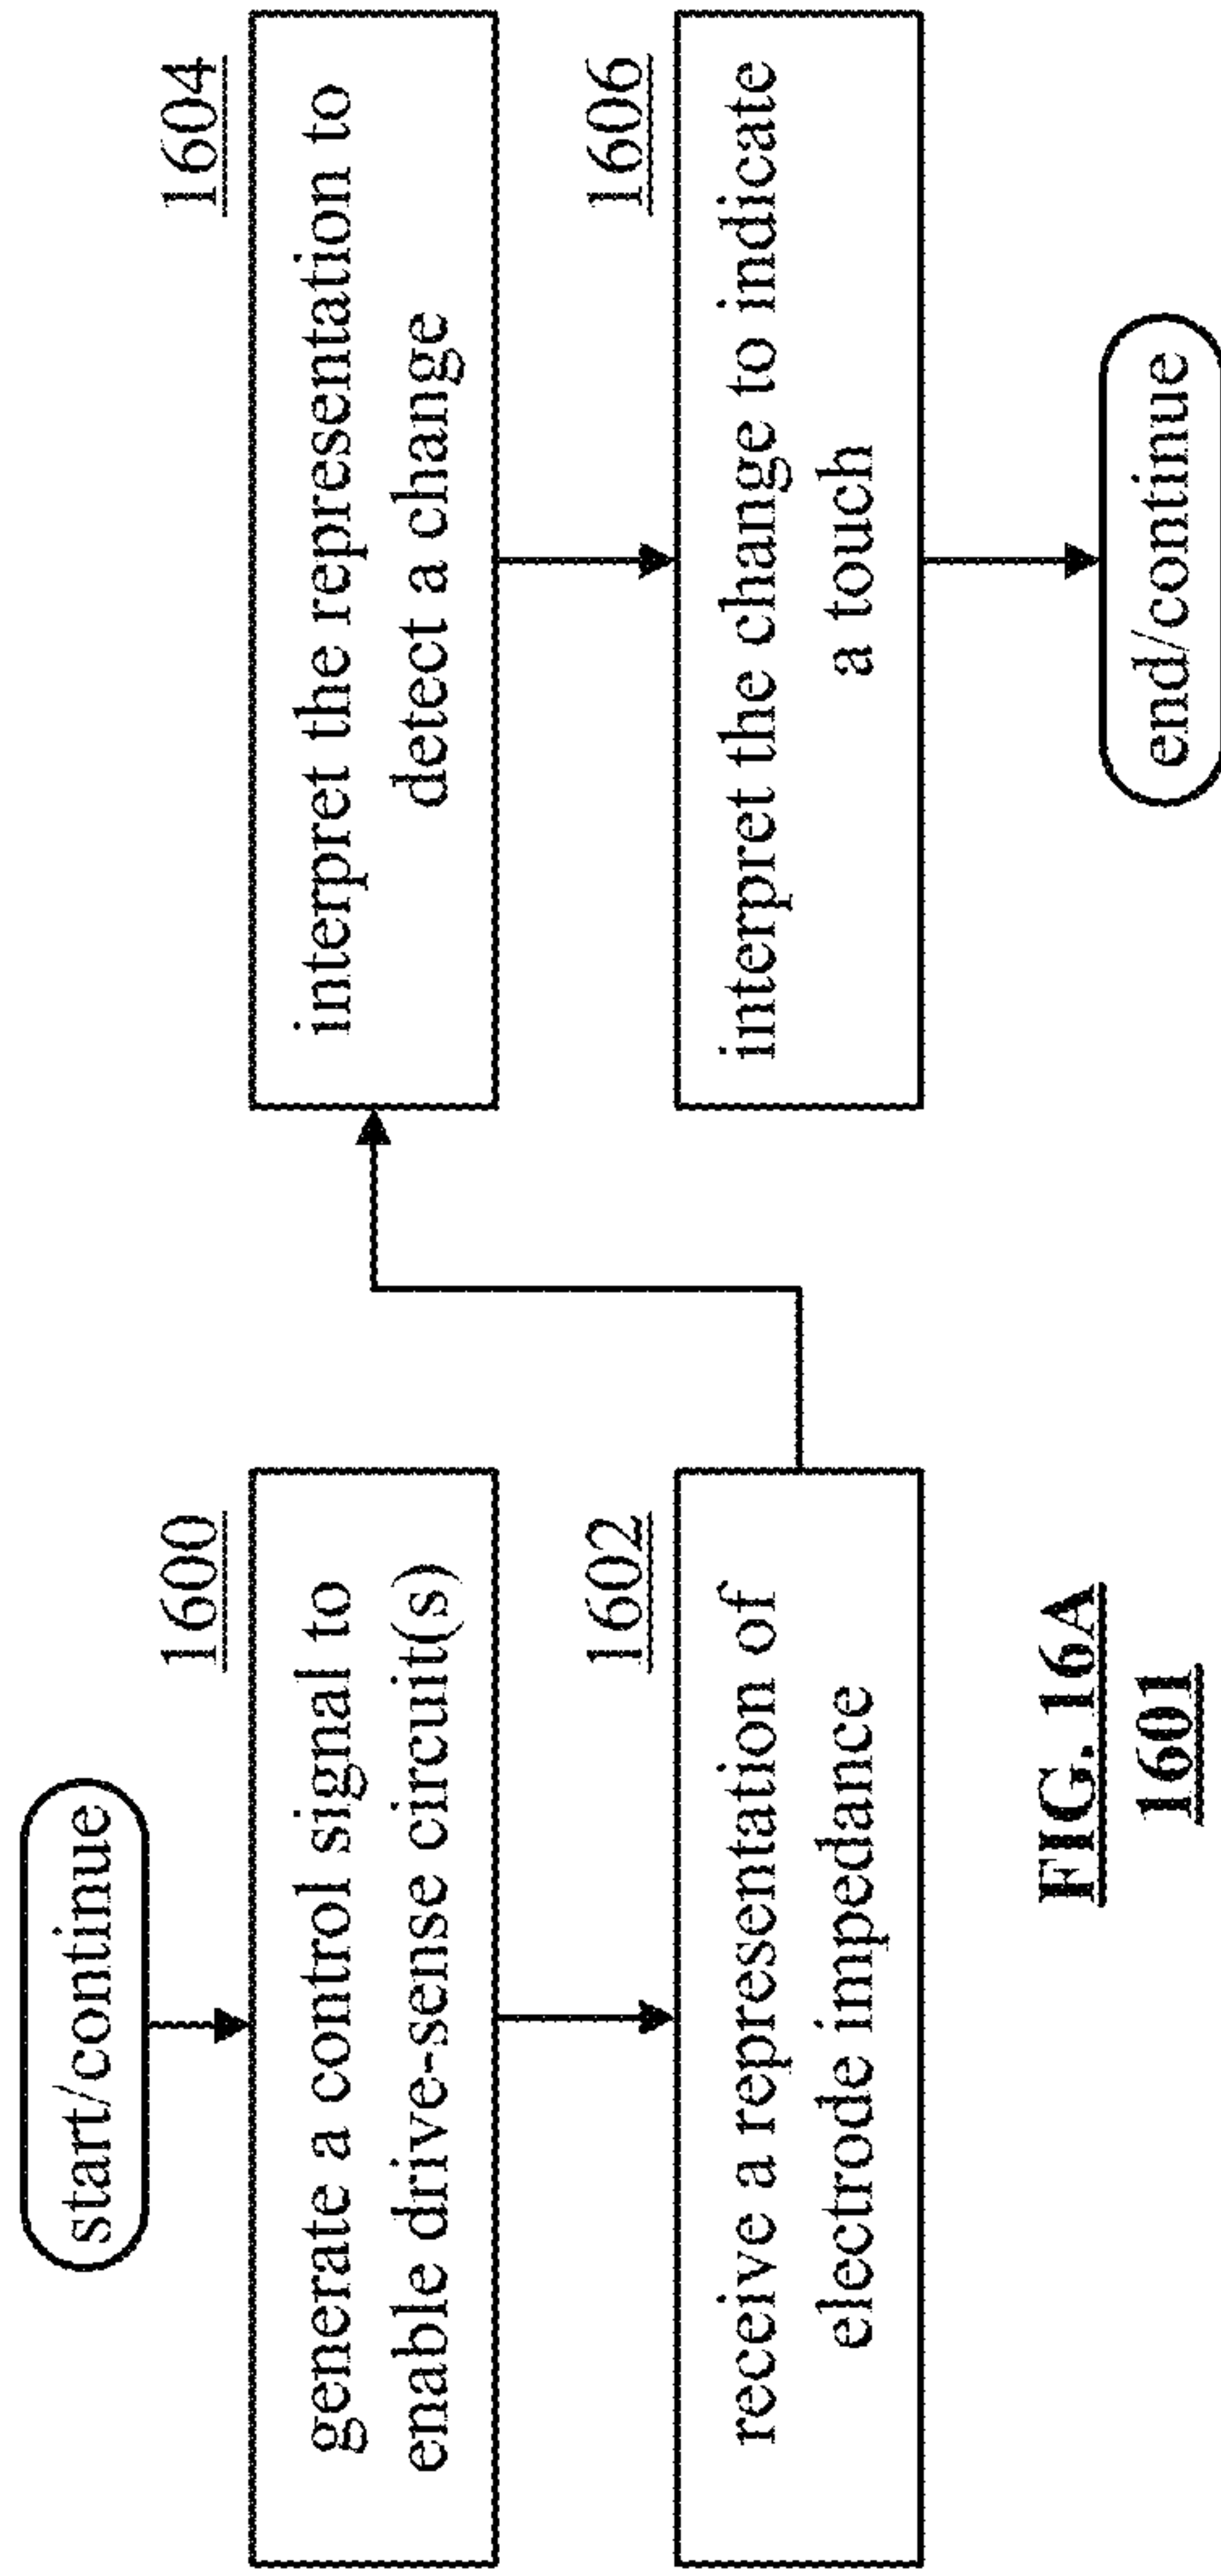 start/continue
1600
generate a control signal to
enable drive-sense circuit(s)
1602
receive a representation of
electrode impedance
1604
interpret the representation to
detect a change
1606
interpret the change to indicate
a touch
end/continue
FIG. 16A
1601